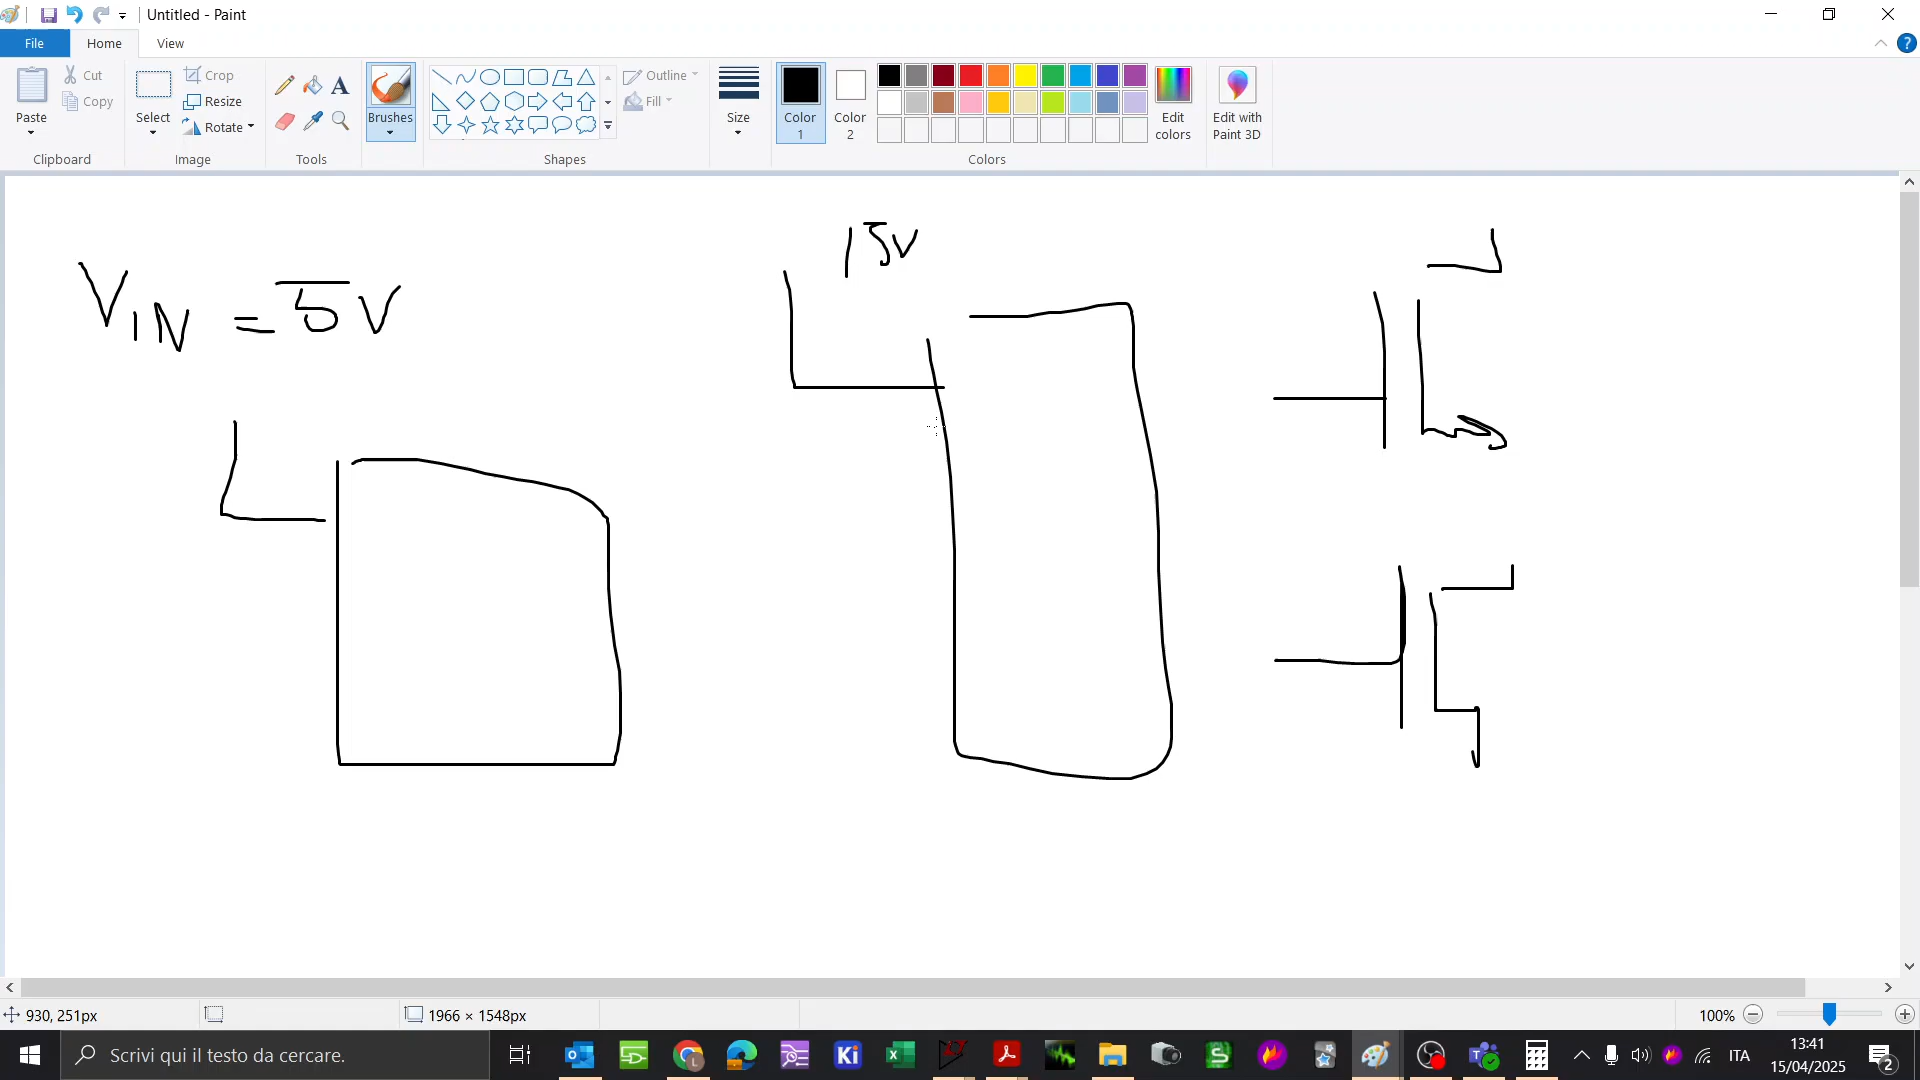 Untitled - Paint
File
Home
View
Paste
Cut
Copy
Clipboard
Select
Crop
Resize
Rotate
Image
Tools
Brushes
Outline
Fill
Shapes
Size
Color 1
Color 2
Edit colors
Colors
Edit with Paint 3D
VIN = 5V
15V
930, 251px
1966 × 1548px
100%
Scrivi qui il testo da cercare.
Ki
ITA
13:41
15/04/2025
2